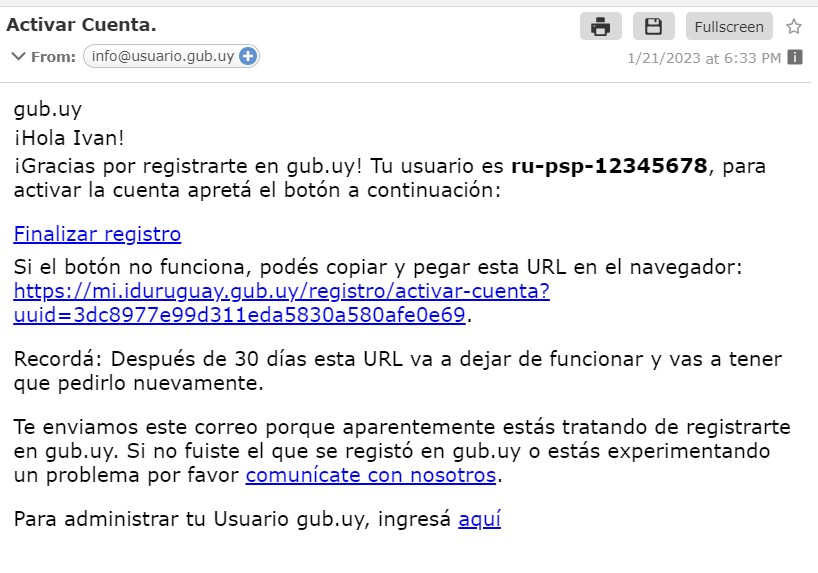 Activar Cuenta.
Fullscreen
From: info@usuario.gub.uy
1/21/2023 at 6:33 PM
gub.uy
¡Hola Ivan!
¡Gracias por registrarte en gub.uy! Tu usuario es ru-psp-12345678, para
activar la cuenta apretá el botón a continuación:
Finalizar registro
Si el botón no funciona, podés copiar y pegar esta URL en el navegador:
https://mi.iduruguay.gub.uy/registro/activar-cuenta?
uuid=3dc8977e99d311eda5830a580afe0e69.
Recordá: Después de 30 días esta URL va a dejar de funcionar y vas a tener
que pedirlo nuevamente.
Te enviamos este correo porque aparentemente estás tratando de registrarte
en gub.uy. Si no fuiste el que se registó en gub.uy o estás experimentando
un problema por favor comunícate con nosotros.
Para administrar tu Usuario gub.uy, ingresá aquí